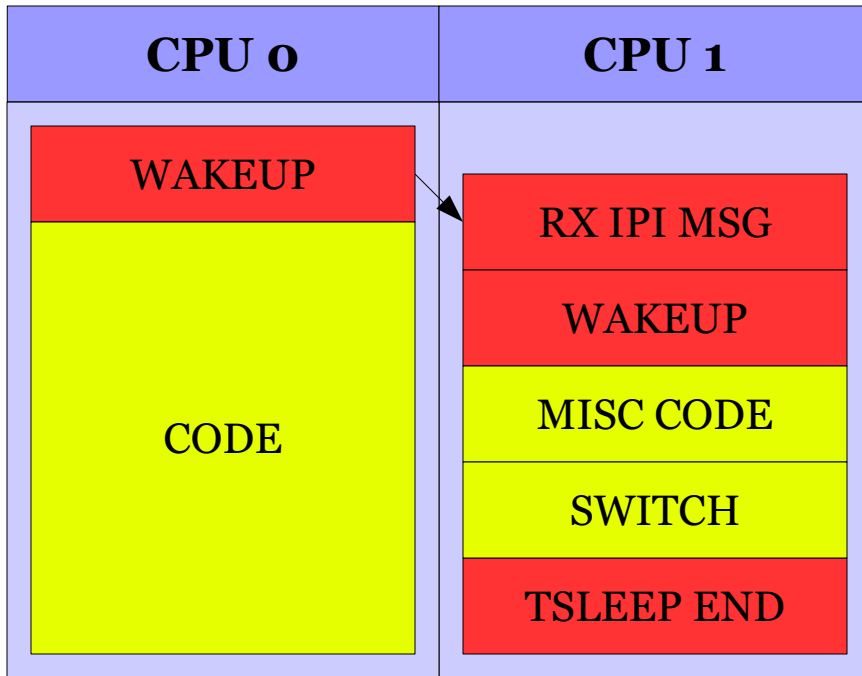 CPU 0
CPU 1
WAKEUP
CODE
RX IPI MSG
WAKEUP
MISC CODE
SWITCH
TSLEEP END